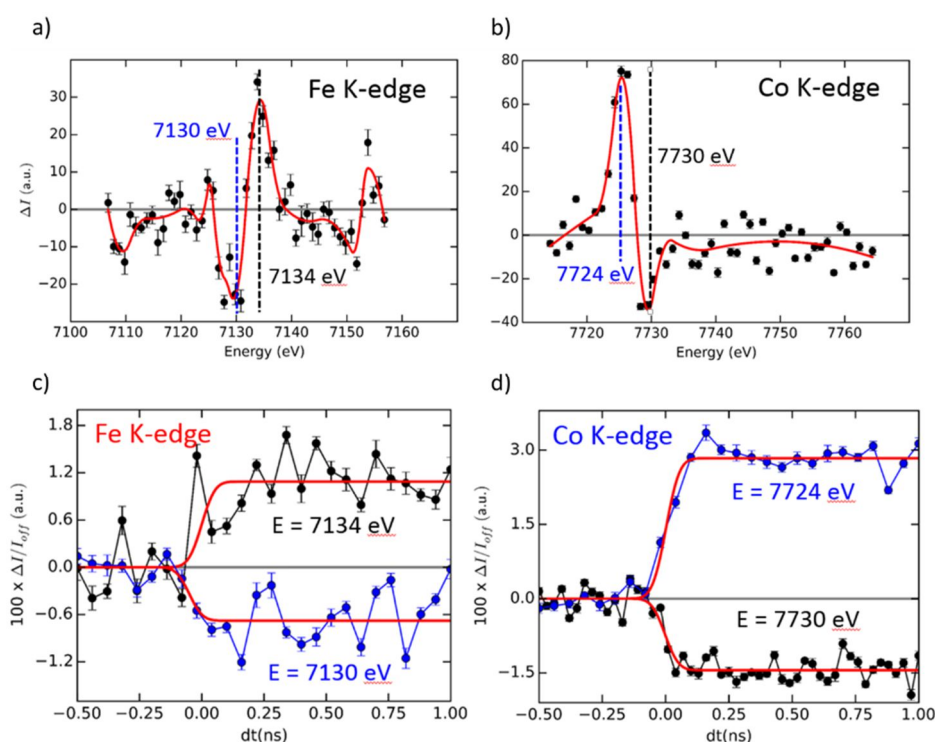 a)
b)
Fe K-edge
7130 eV
7134 eV
ΔI (a.u.)
30
20
10
0
−10
−20
7100 7110 7120 7130 7140 7150 7160
Energy (eV)
Co K-edge
7730 eV
7724 eV
80
60
40
20
0
−20
−40
7720 7730 7740 7750 7760
Energy (eV)
c)
d)
Fe K-edge
E = 7134 eV
E = 7130 eV
100 x ΔI/Ioff (a.u.)
1.2
0.6
0.0
−0.6
−1.2
−0.50 −0.25 0.00 0.25 0.50 0.75 1.00
dt(ns)
Co K-edge
E = 7724 eV
E = 7730 eV
100 x ΔI/Ioff (a.u.)
3.0
1.5
0.0
−1.5
−0.50 −0.25 0.00 0.25 0.50 0.75 1.00
dt(ns)